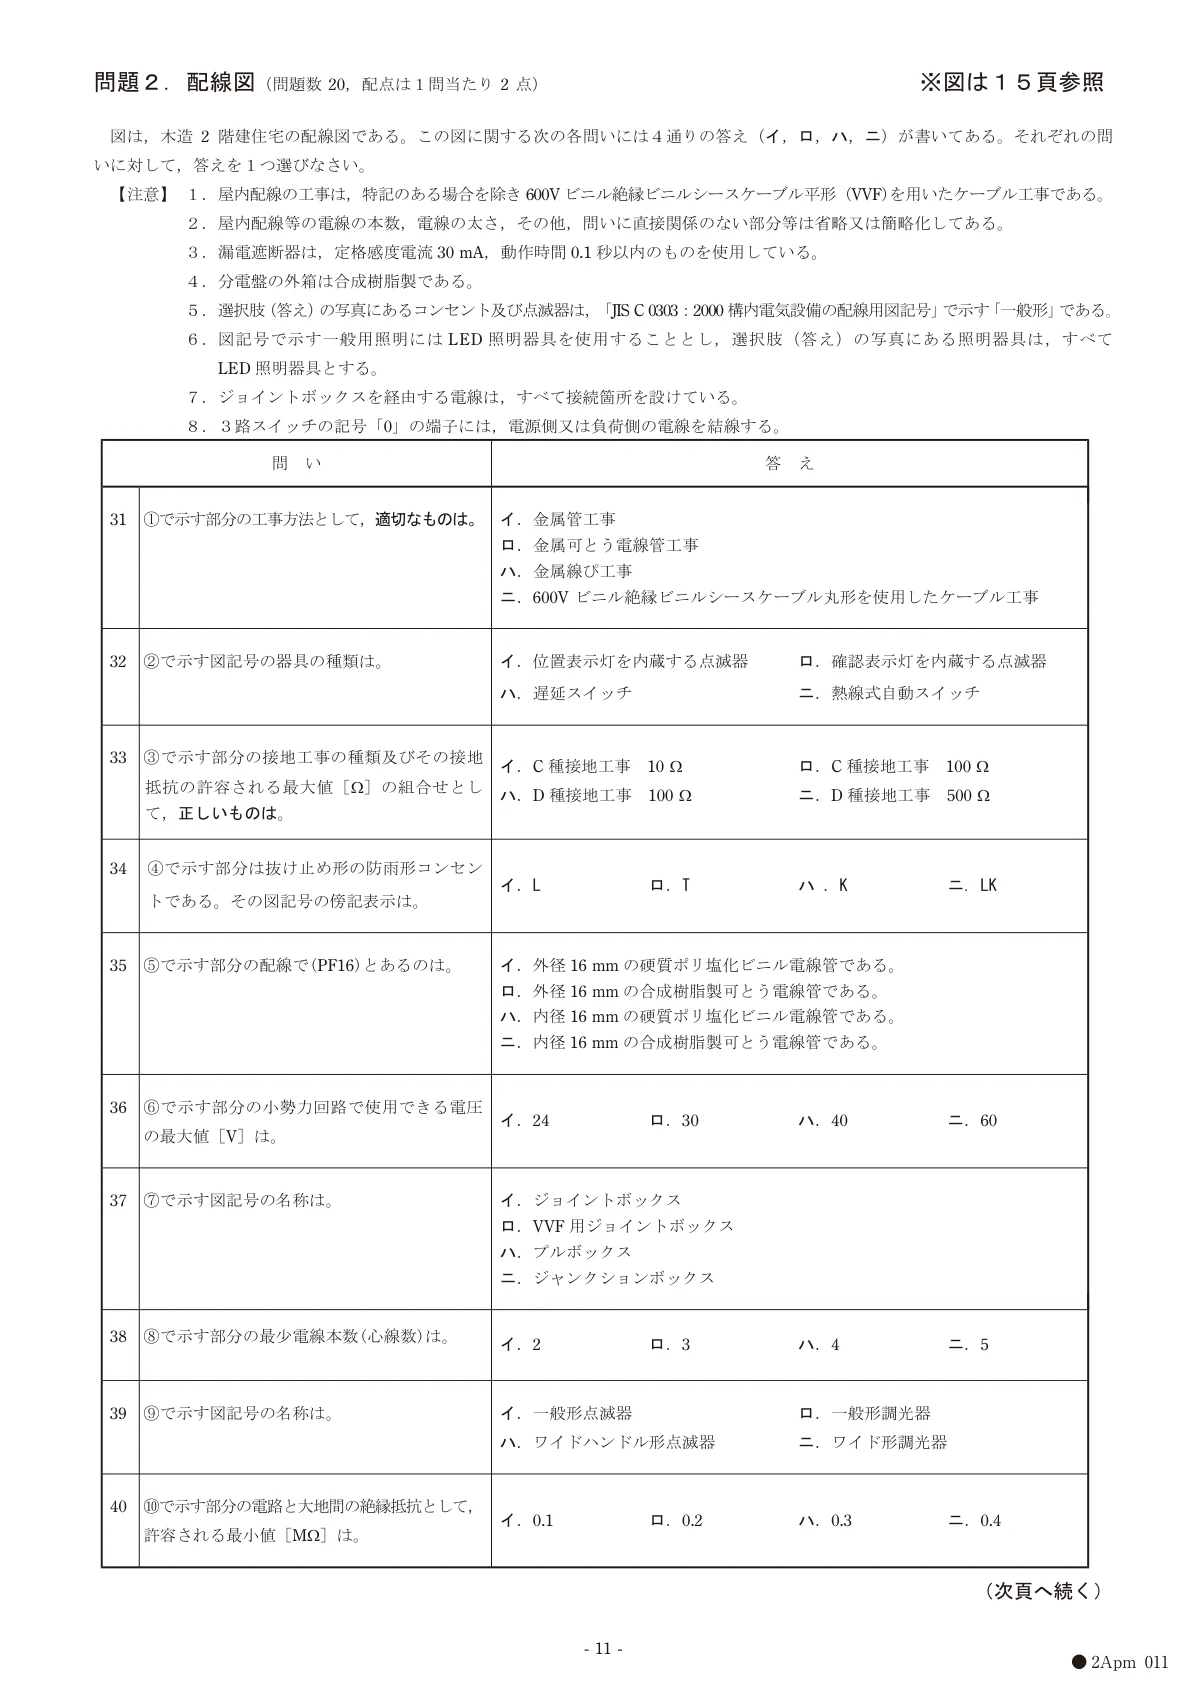 問題２．配線図（問題数 20，配点は１問当たり 2 点）
※図は１５頁参照
図は，木造 2 階建住宅の配線図である。この図に関する次の各問いには４通りの答え（イ，ロ，ハ，ニ）が書いてある。それぞれの問
いに対して，答えを１つ選びなさい。
【注意】 １．屋内配線の工事は，特記のある場合を除き 600V ビニル絶縁ビニルシースケーブル平形（VVF）を用いたケーブル工事である。
２．屋内配線等の電線の本数，電線の太さ，その他，問いに直接関係のない部分等は省略又は簡略化してある。
３．漏電遮断器は，定格感度電流 30 mA，動作時間 0.1 秒以内のものを使用している。
４．分電盤の外箱は合成樹脂製である。
５．選択肢（答え）の写真にあるコンセント及び点滅器は，「JIS C 0303：2000 構内電気設備の配線用図記号」で示す「一般形」である。
６．図記号で示す一般用照明には LED 照明器具を使用することとし，選択肢（答え）の写真にある照明器具は，すべて
LED 照明器具とする。
７．ジョイントボックスを経由する電線は，すべて接続箇所を設けている。
８．３路スイッチの記号「0」の端子には，電源側又は負荷側の電線を結線する。
問 い 答 え
31 ①で示す部分の工事方法として，適切なものは。
イ．金属管工事
ロ．金属可とう電線管工事
ハ．金属線ぴ工事
ニ．600V ビニル絶縁ビニルシースケーブル丸形を使用したケーブル工事
32 ②で示す図記号の器具の種類は。
イ．位置表示灯を内蔵する点滅器 ロ．確認表示灯を内蔵する点滅器
ハ．遅延スイッチ ニ．熱線式自動スイッチ
33 ③で示す部分の接地工事の種類及びその接地
抵抗の許容される最大値［Ω］の組合せとし
て，正しいものは。
イ．C 種接地工事 10 Ω ロ．C 種接地工事 100 Ω
ハ．D 種接地工事 100 Ω ニ．D 種接地工事 500 Ω
34 ④で示す部分は抜け止め形の防雨形コンセン
トである。その図記号の傍記表示は。
イ．L ロ．T ハ．K ニ．LK
35 ⑤で示す部分の配線で（PF16）とあるのは。
イ．外径 16 mm の硬質ポリ塩化ビニル電線管である。
ロ．外径 16 mm の合成樹脂製可とう電線管である。
ハ．内径 16 mm の硬質ポリ塩化ビニル電線管である。
ニ．内径 16 mm の合成樹脂製可とう電線管である。
36 ⑥で示す部分の小勢力回路で使用できる電圧
の最大値［V］は。
イ．24 ロ．30 ハ．40 ニ．60
37 ⑦で示す図記号の名称は。
イ．ジョイントボックス
ロ．VVF 用ジョイントボックス
ハ．プルボックス
ニ．ジャンクションボックス
38 ⑧で示す部分の最少電線本数（心線数）は。
イ．2 ロ．3 ハ．4 ニ．5
39 ⑨で示す図記号の名称は。
イ．一般形点滅器 ロ．一般形調光器
ハ．ワイドハンドル形点滅器 ニ．ワイド形調光器
40 ⑩で示す部分の電路と大地間の絶縁抵抗として，
許容される最小値［MΩ］は。
イ．0.1 ロ．0.2 ハ．0.3 ニ．0.4
（次頁へ続く）
- 11 -
●2Apm 011